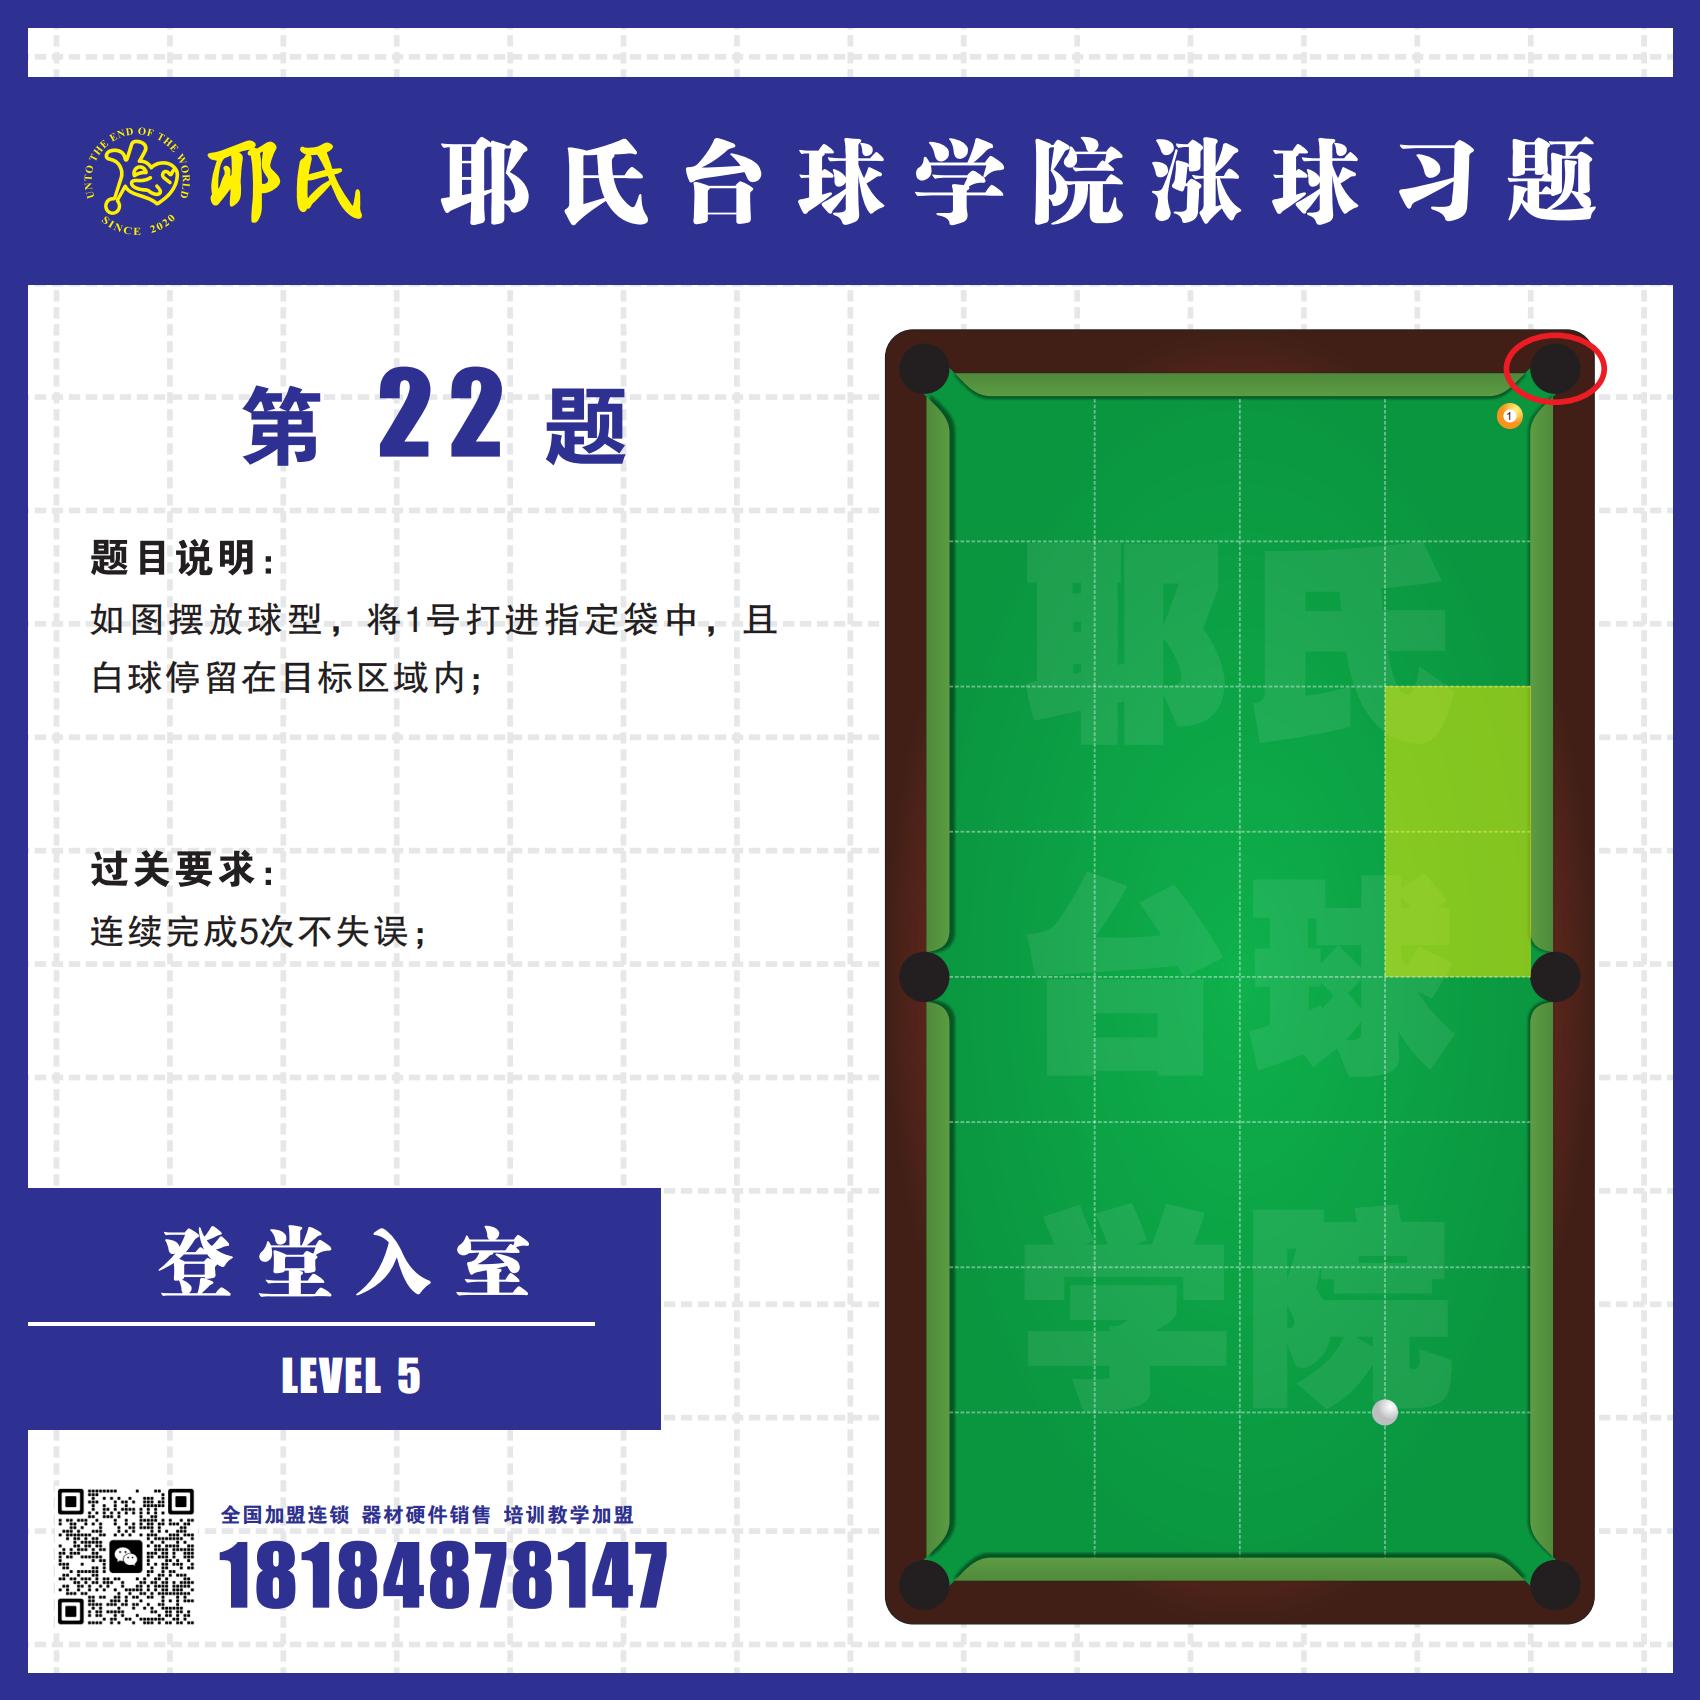 UNTO THE END OF THE WORLD
SINCE 2020
耶氏
耶氏台球学院涨球习题
第 22 题
题目说明:
如图摆放球型，将1号打进指定袋中，且
白球停留在目标区域内;
过关要求:
连续完成5次不失误;
登堂入室
LEVEL 5
全国加盟连锁 器材硬件销售 培训教学加盟
18184878147
1
耶氏
台球
学院